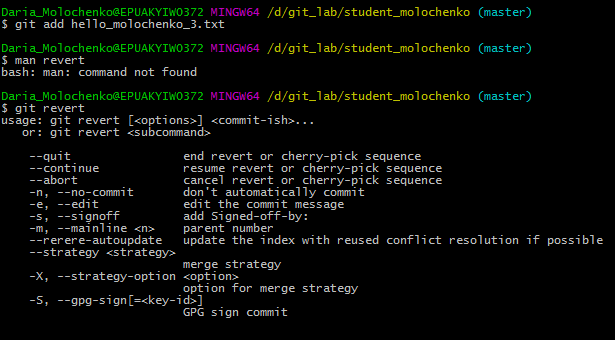 Daria_Molochenko@EPUAKYIW0372 MINGW64 /d/git_lab/student_molochenko (master)
$ git add hello_molochenko_3.txt

Daria_Molochenko@EPUAKYIW0372 MINGW64 /d/git_lab/student_molochenko (master)
$ man revert
bash: man: command not found

Daria_Molochenko@EPUAKYIW0372 MINGW64 /d/git_lab/student_molochenko (master)
$ git revert
usage: git revert [<options>] <commit-ish>...
   or: git revert <subcommand>

    --quit                end revert or cherry-pick sequence
    --continue            resume revert or cherry-pick sequence
    --abort               cancel revert or cherry-pick sequence
    -n, --no-commit       don't automatically commit
    -e, --edit            edit the commit message
    -s, --signoff         add Signed-off-by:
    -m, --mainline <n>    parent number
    --rerere-autoupdate   update the index with reused conflict resolution if possible
    --strategy <strategy>
                          merge strategy
    -X, --strategy-option <option>
                          option for merge strategy
    -S, --gpg-sign[=<key-id>]
                          GPG sign commit